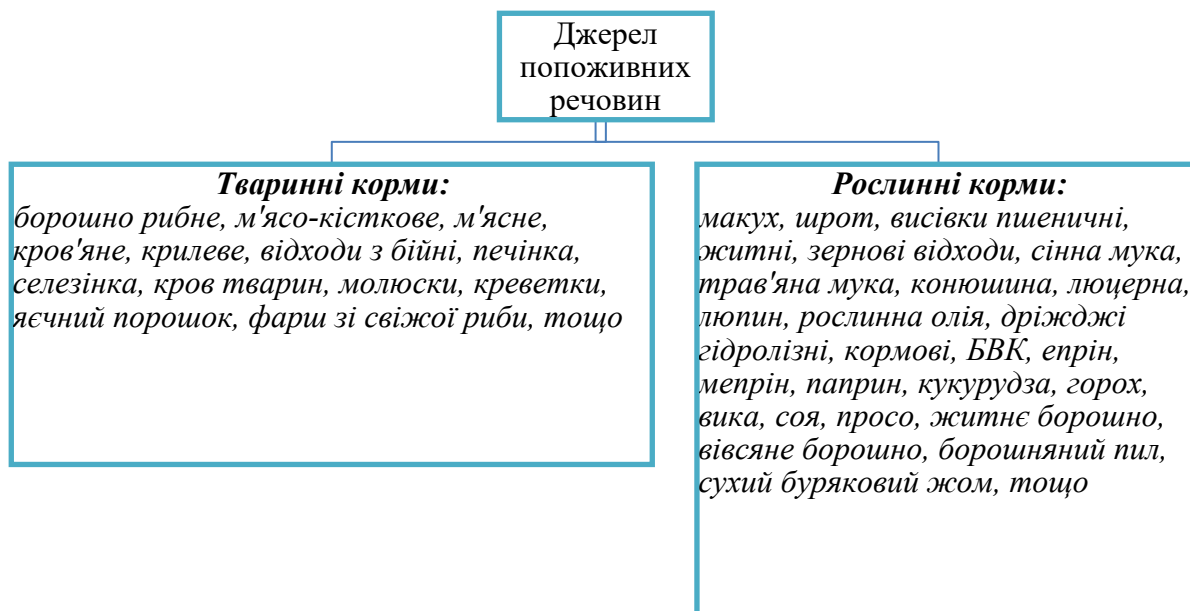 Джерел
попоживних
речовин
Тваринні корми:
борошно рибне, м'ясо-кісткове, м'ясне,
кров'яне, крилеве, відходи з бійні, печінка,
селезінка, кров тварин, молюски, креветки,
яєчний порошок, фарш зі свіжої риби, тощо
Рослинні корми:
макух, шрот, висівки пшеничні,
житні, зернові відходи, сінна мука,
трав'яна мука, конюшина, люцерна,
люпин, рослинна олія, дріжджі
гідролізні, кормові, БВК, епрін,
мепрін, паприн, кукурудза, горох,
вика, соя, просо, житнє борошно,
вівсяне борошно, борошняний пил,
сухий буряковий жом, тощо